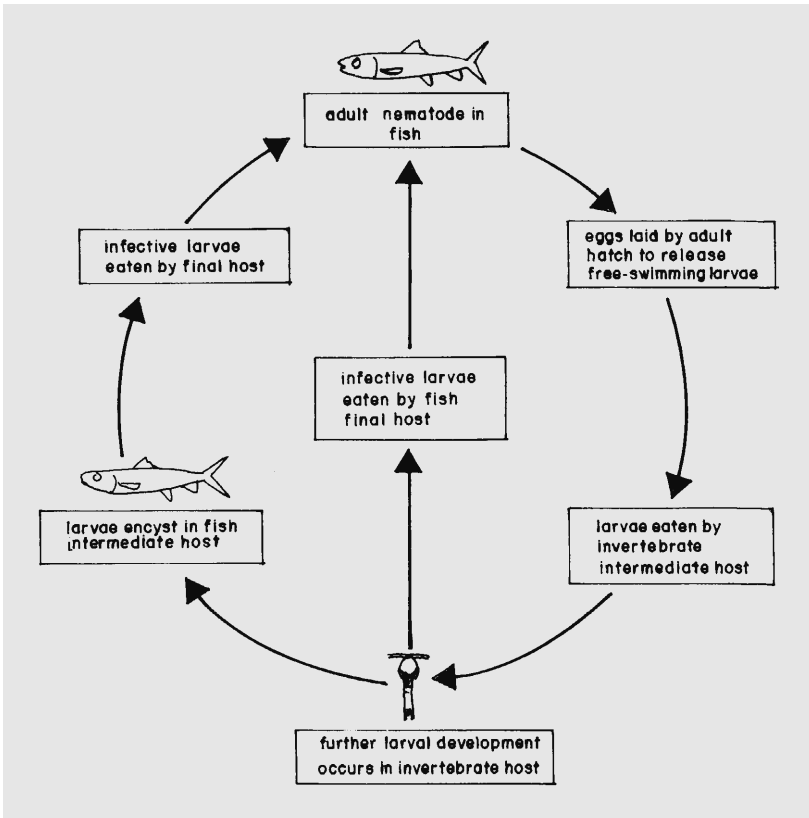 adult nematode in
fish
infective larvae
eaten by final host
eggs laid by adult
hatch to release
free-swimming larvae
infective larvae
eaten by fish
final host
larvae encyst in fish
intermediate host
larvae eaten by
invertebrate
intermediate host
further larval development
occurs in invertebrate host